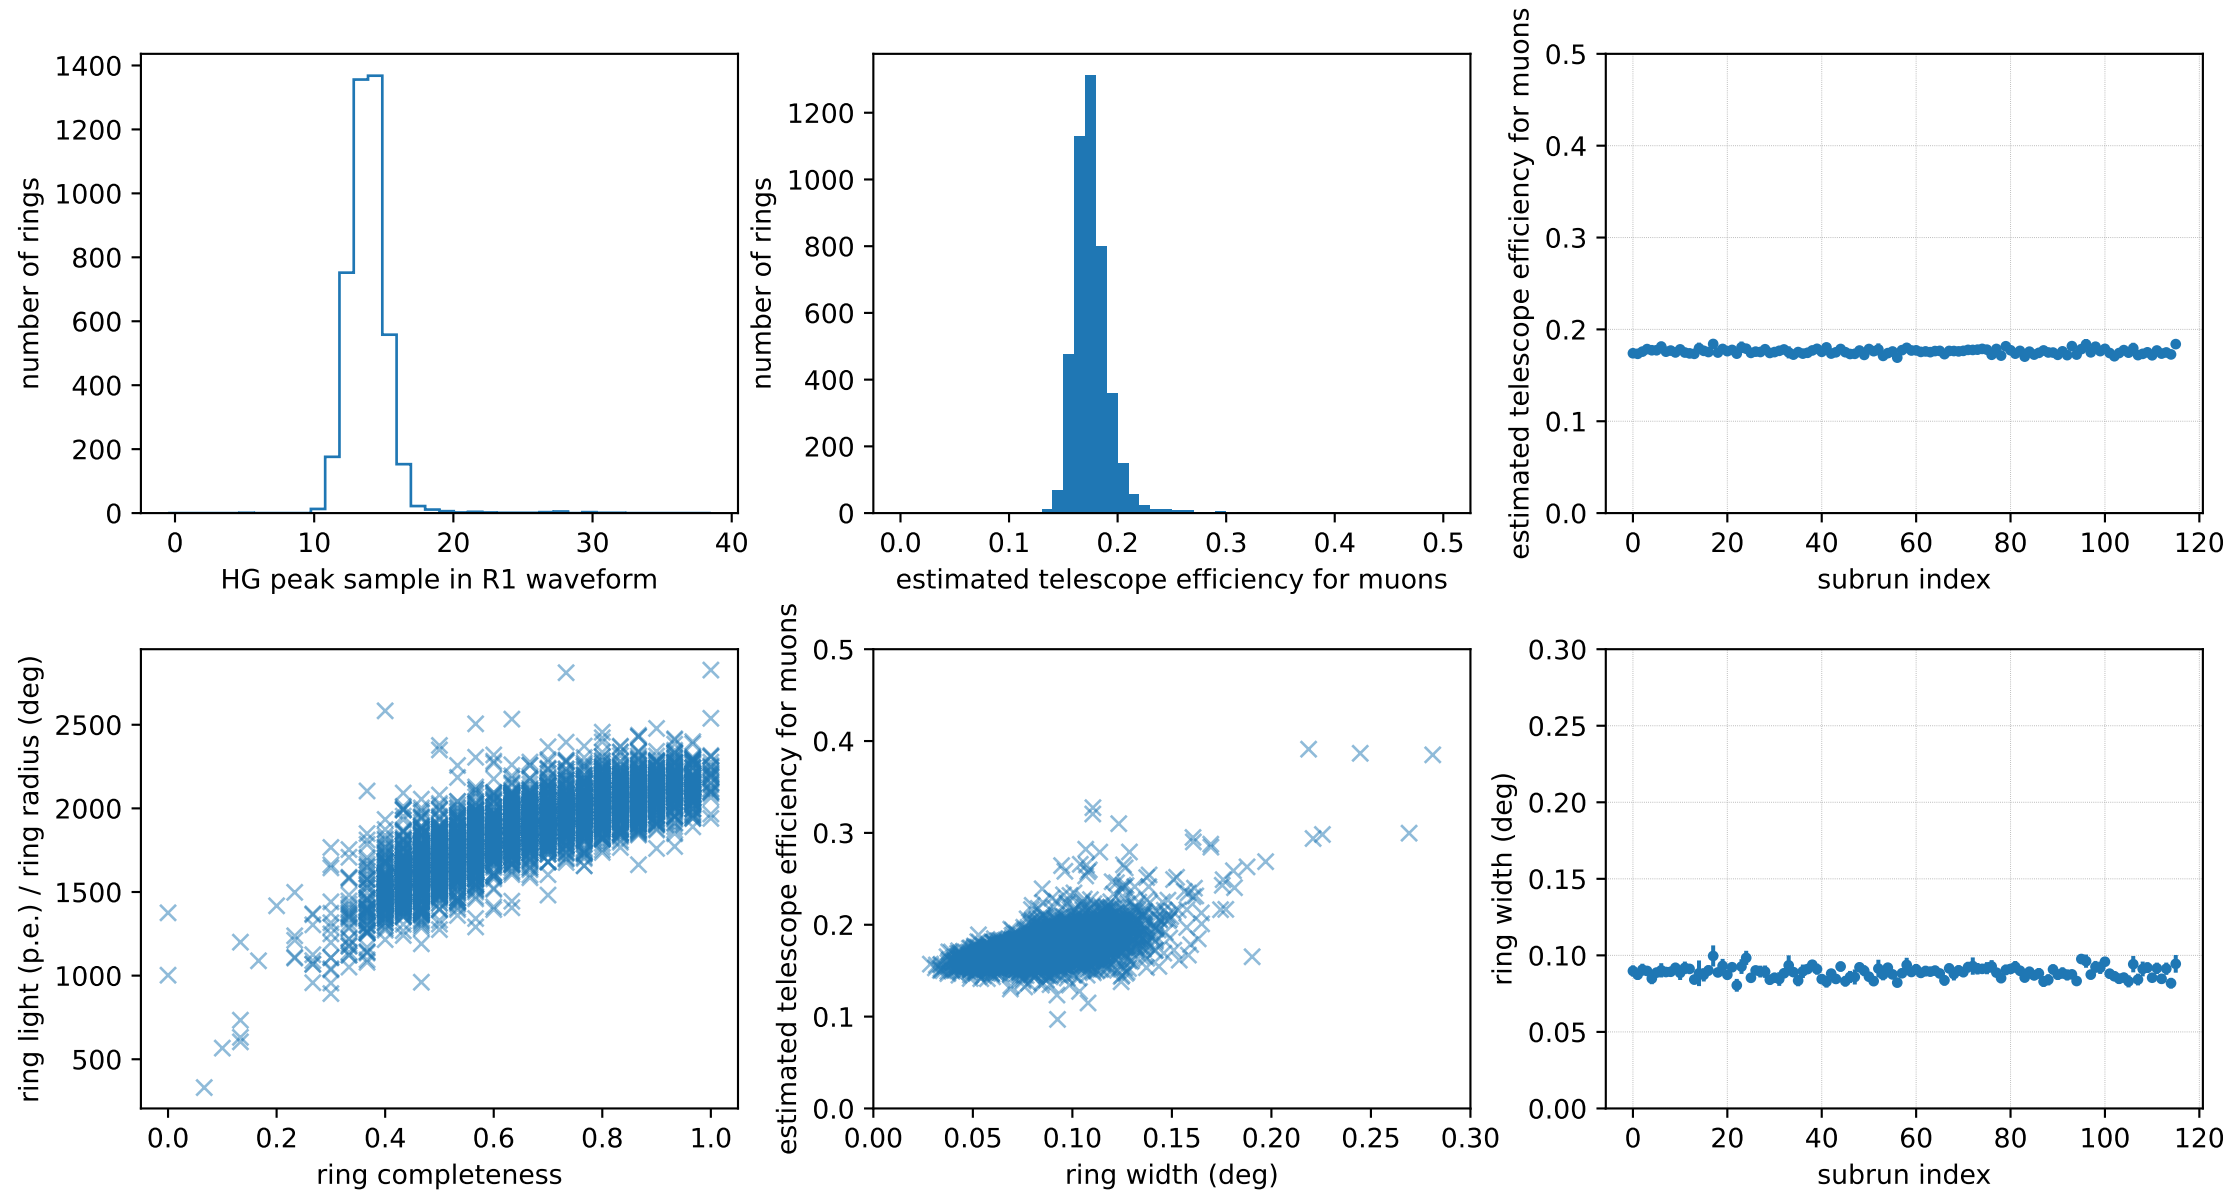 1400
1200
1000
800
600
400
200
0
number of rings
0 10 20 30 40
HG peak sample in R1 waveform
1200
1000
800
600
400
200
0
number of rings
0.0 0.1 0.2 0.3 0.4 0.5
estimated telescope efficiency for muons
0.5
0.4
0.3
0.2
0.1
0.0
estimated telescope efficiency for muons
0 20 40 60 80 100 120
subrun index
2500
2000
1500
1000
500
ring light (p.e.) / ring radius (deg)
0.0 0.2 0.4 0.6 0.8 1.0
ring completeness
0.5
0.4
0.3
0.2
0.1
0.0
estimated telescope efficiency for muons
0.00 0.05 0.10 0.15 0.20 0.25 0.30
ring width (deg)
0.30
0.25
0.20
0.15
0.10
0.05
0.00
ring width (deg)
0 20 40 60 80 100 120
subrun index